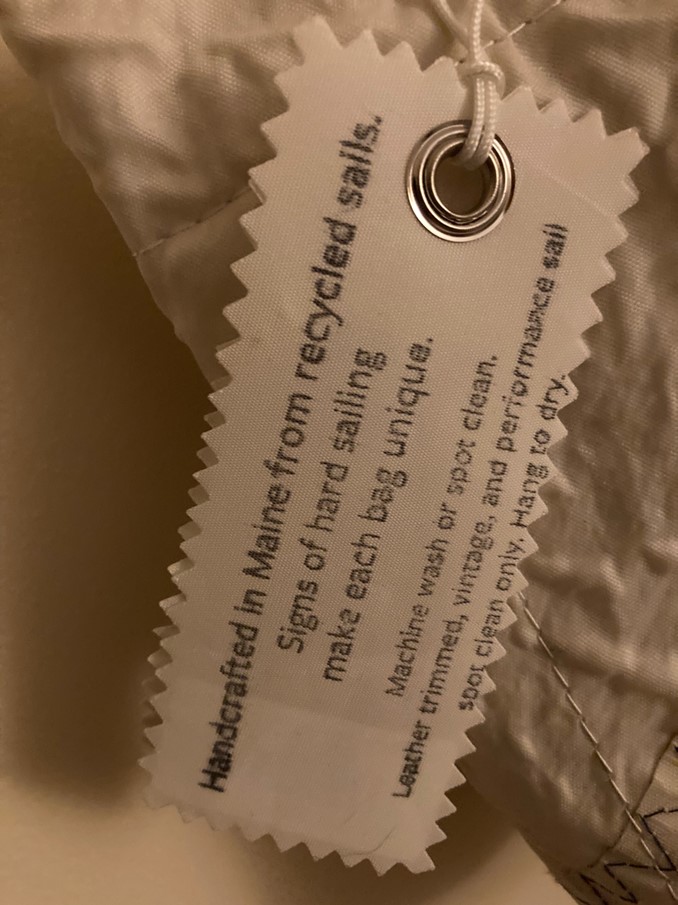 Handcrafted in Maine from recycled sails.
Signs of hard sailing
make each bag unique.
Machine wash or spot clean.
Leather trimmed, vintage, and performance sail
spot clean only. Hang to dry.